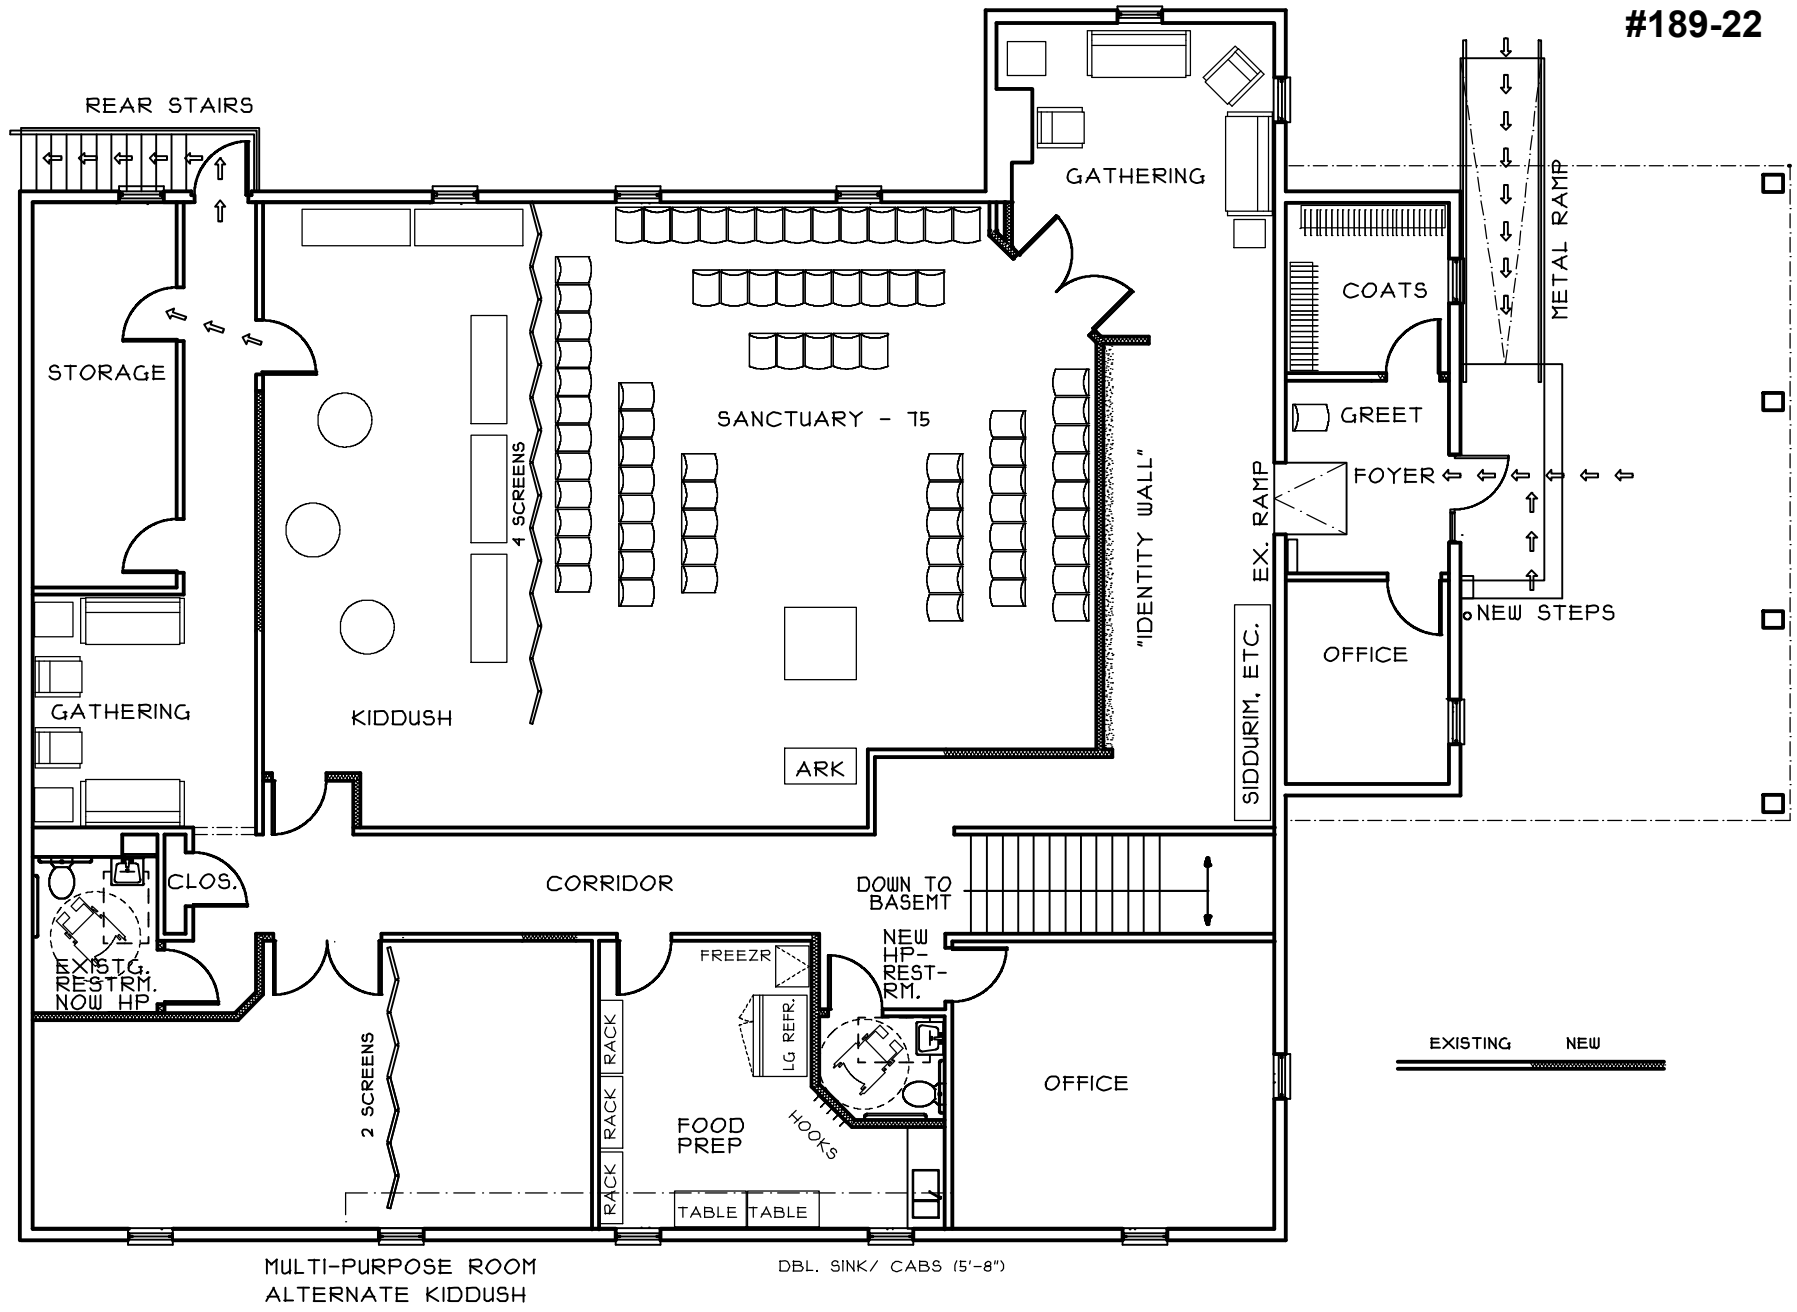 #189-22
REAR STAIRS
GATHERING
METAL RAMP
COATS
STORAGE
GREET
SANCTUARY - 75
FOYER
4 SCREENS
"IDENTITY WALL"
EX. RAMP
NEW STEPS
OFFICE
SIDDURIM, ETC.
GATHERING
KIDDUSH
ARK
CLOS.
CORRIDOR
DOWN TO
BASEMT
NEW
HP-
REST-
RM.
FREEZR
EXISTG.
RESTRM.
NOW HP
LG REFR.
RACK
RACK
RACK
2 SCREENS
EXISTING NEW
OFFICE
HOOKS
FOOD
PREP
TABLE TABLE
MULTI-PURPOSE ROOM
ALTERNATE KIDDUSH
DBL. SINK/ CABS (5'-8")